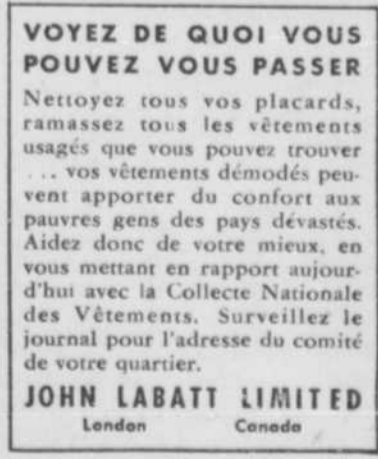 VOYEZ DE QUOI VOUS
POUVEZ VOUS PASSER
Nettoyez tous vos placards,
ramassez tous les vêtements
usagés que vous pouvez trouver
... vos vêtements démodés peu-
vent apporter du confort aux
pauvres gens des pays dévastés.
Aidez donc de votre mieux, en
vous mettant en rapport aujour-
d'hui avec la Collecte Nationale
des Vêtements. Surveillez le
journal pour l'adresse du comité
de votre quartier.
JOHN LABATT LIMITED
London Canada